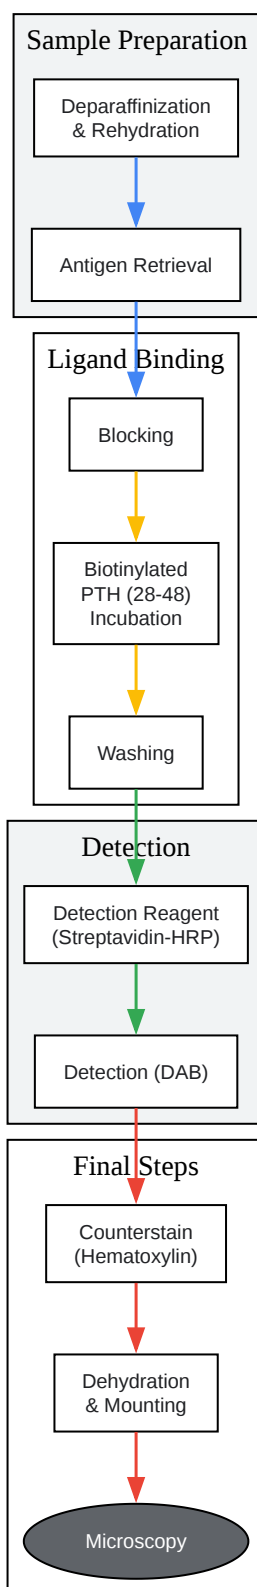 Sample Preparation
Deparaffinization
& Rehydration
Antigen Retrieval
Ligand Binding
Blocking
Biotinylated
PTH (28-48)
Incubation
Washing
Detection
Detection Reagent
(Streptavidin-HRP)
Detection (DAB)
Final Steps
Counterstain
(Hematoxylin)
Dehydration
& Mounting
Microscopy